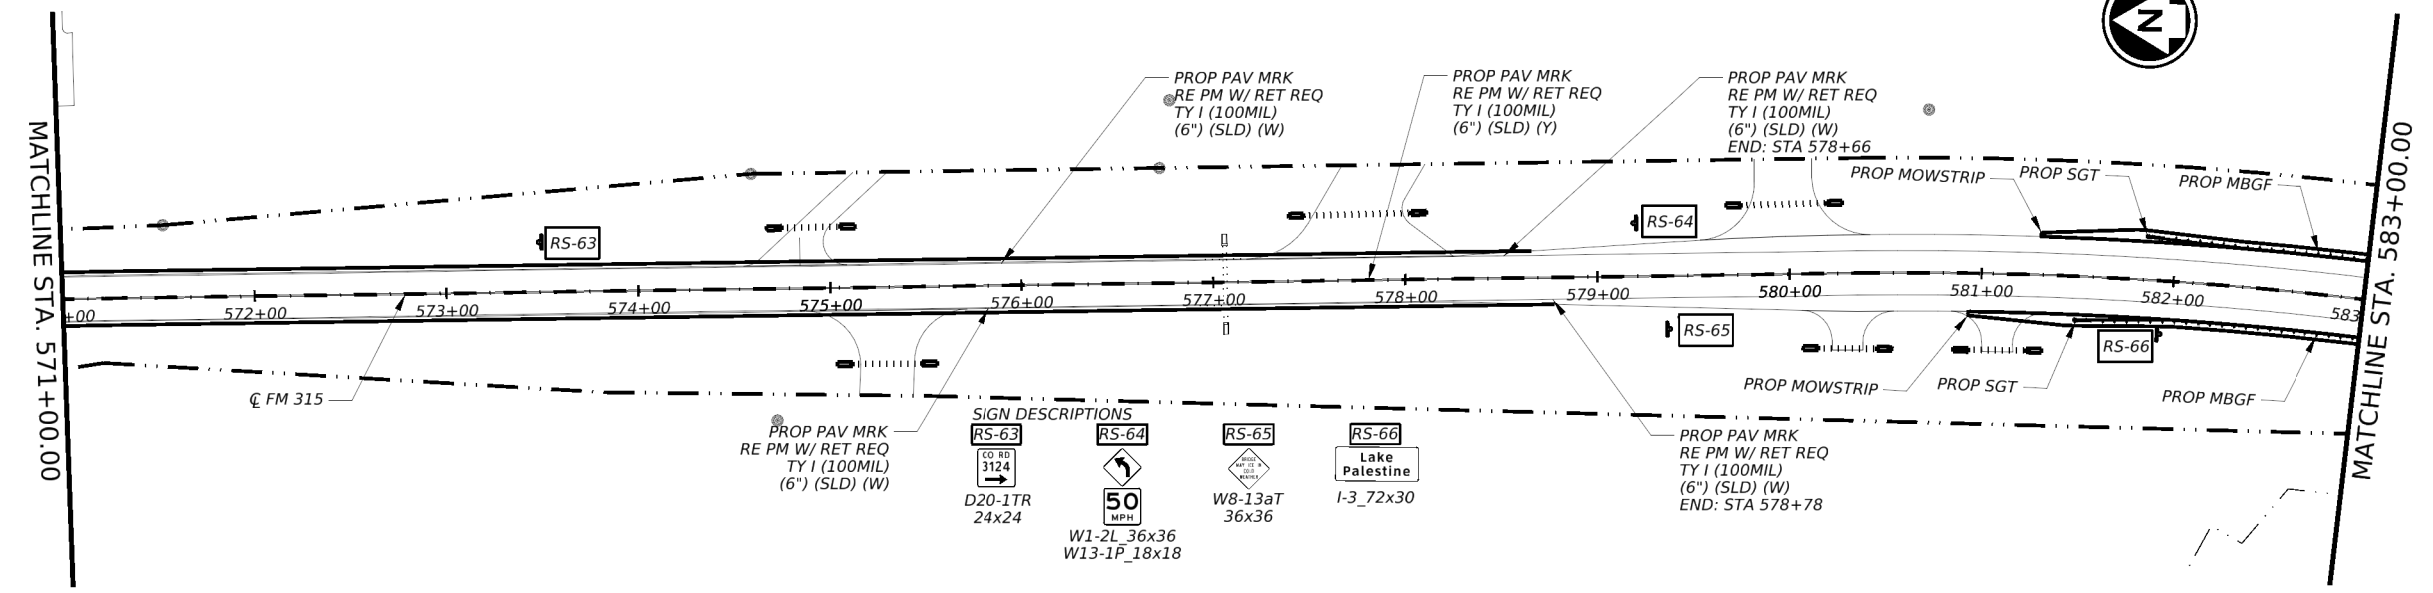 MATCHLINE STA. 571+00.00
N
PROP PAV MRK
RE PM W/ RET REQ
TY I (100MIL)
(6") (SLD) (W)
PROP PAV MRK
RE PM W/ RET REQ
TY I (100MIL)
(6") (SLD) (Y)
PROP PAV MRK
RE PM W/ RET REQ
TY I (100MIL)
(6") (SLD) (W)
END: STA 578+66
PROP MOWSTRIP
PROP SGT
PROP MBGF
MATCHLINE STA. 583+00.00
RS-63
RS-64
+00
572+00
573+00
574+00
575+00
576+00
577+00
578+00
579+00
580+00
581+00
582+00
583
RS-65
RS-66
℄ FM 315
PROP MOWSTRIP
PROP SGT
PROP MBGF
PROP PAV MRK
RE PM W/ RET REQ
TY I (100MIL)
(6") (SLD) (W)
SIGN DESCRIPTIONS
RS-63
CO RD
3124
D20-1TR
24x24
RS-64
50
MPH
W1-2L_36x36
W13-1P_18x18
RS-65
BRIDGE
MAY ICE IN
COLD
WEATHER
W8-13aT
36x36
RS-66
Lake
Palestine
I-3_72x30
PROP PAV MRK
RE PM W/ RET REQ
TY I (100MIL)
(6") (SLD) (W)
END: STA 578+78